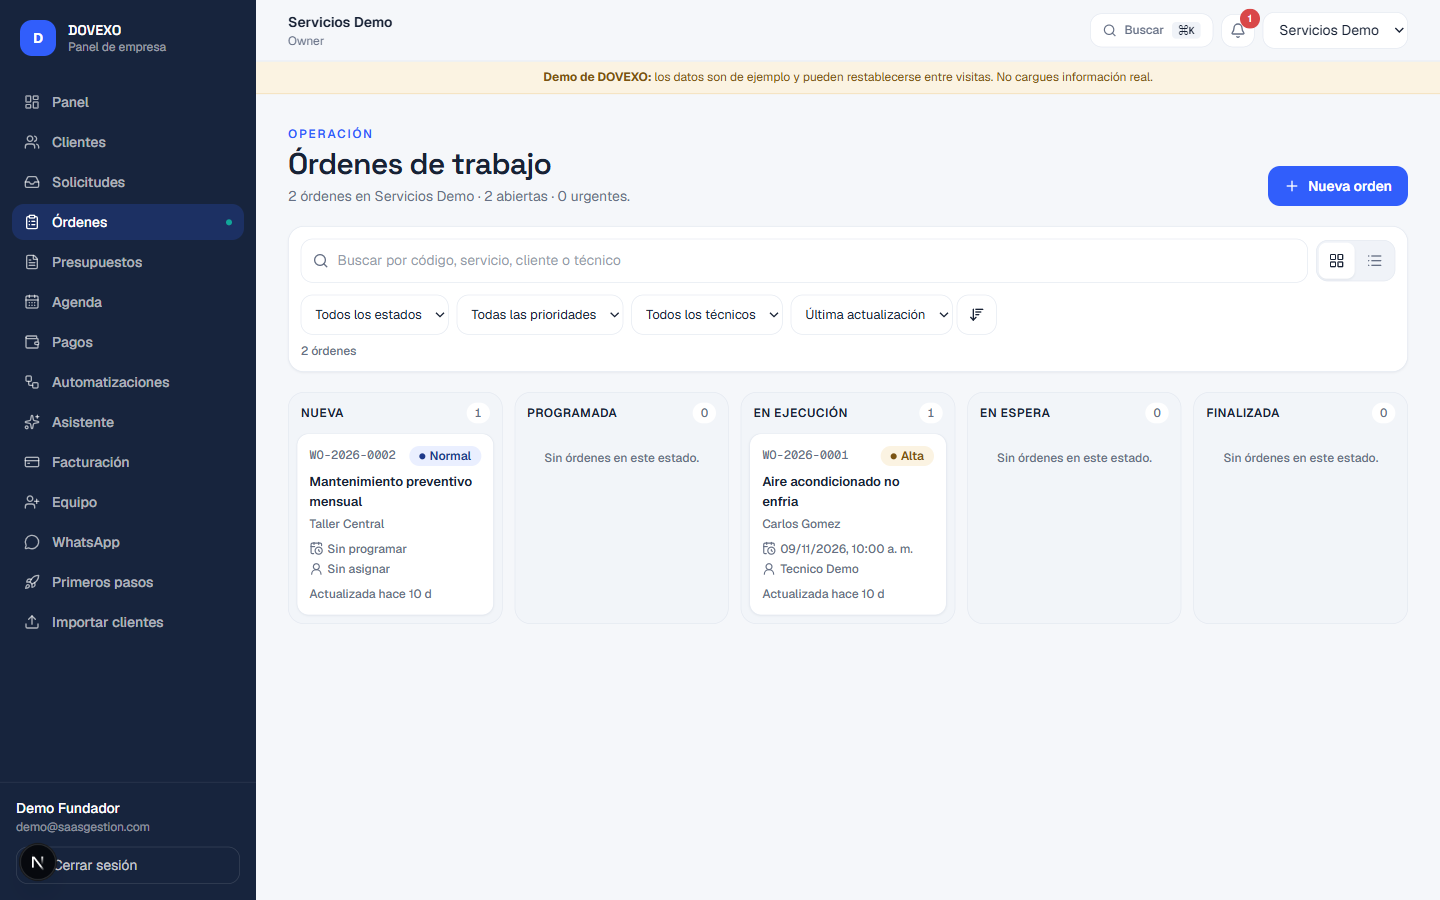 D
DOVEXO
Panel de empresa
Panel
Clientes
Solicitudes
Órdenes
Presupuestos
Agenda
Pagos
Automatizaciones
Asistente
Facturación
Equipo
WhatsApp
Primeros pasos
Importar clientes
Demo Fundador
demo@saasgestion.com
N
Cerrar sesión
Servicios Demo
Owner
Buscar ⌘K
1
Servicios Demo
Demo de DOVEXO: los datos son de ejemplo y pueden restablecerse entre visitas. No cargues información real.
OPERACIÓN
Órdenes de trabajo
2 órdenes en Servicios Demo · 2 abiertas · 0 urgentes.
Nueva orden
Buscar por código, servicio, cliente o técnico
Todos los estados
Todas las prioridades
Todos los técnicos
Última actualización
2 órdenes
NUEVA 1
WO-2026-0002 Normal
Mantenimiento preventivo
mensual
Taller Central
Sin programar
Sin asignar
Actualizada hace 10 d
PROGRAMADA 0
Sin órdenes en este estado.
EN EJECUCIÓN 1
WO-2026-0001 Alta
Aire acondicionado no
enfria
Carlos Gomez
09/11/2026, 10:00 a. m.
Tecnico Demo
Actualizada hace 10 d
EN ESPERA 0
Sin órdenes en este estado.
FINALIZADA 0
Sin órdenes en este estado.